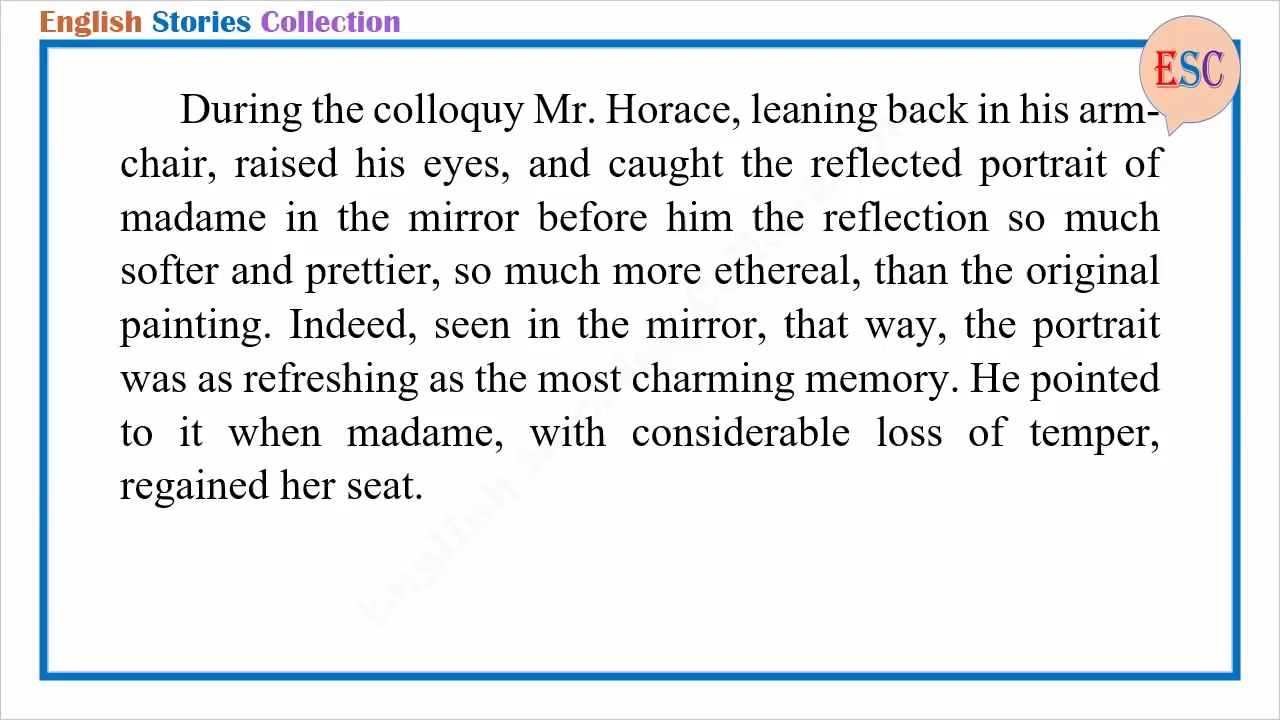 English Stories Collection
ESC
During the colloquy Mr. Horace, leaning back in his arm-
chair, raised his eyes, and caught the reflected portrait of
madame in the mirror before him the reflection so much
softer and prettier, so much more ethereal, than the original
painting. Indeed, seen in the mirror, that way, the portrait
was as refreshing as the most charming memory. He pointed
to it when madame, with considerable loss of temper,
regained her seat.
English Stories Collection